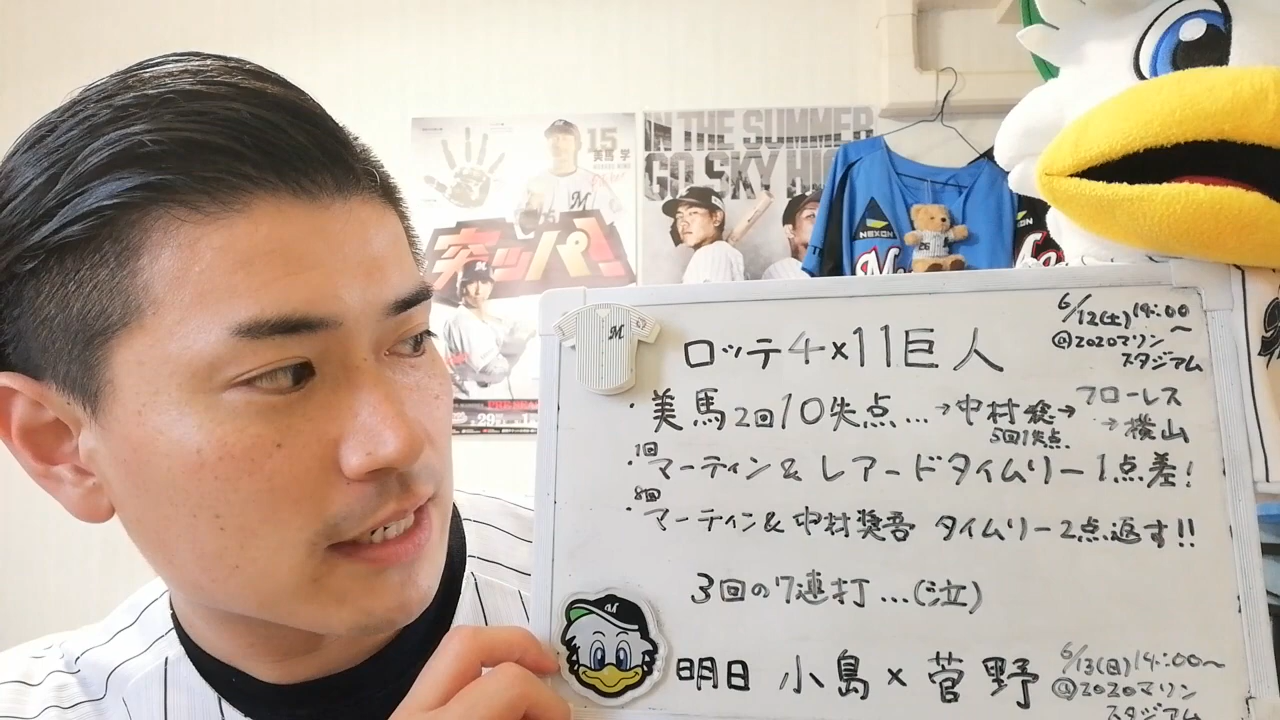 15
美馬 学
突ッパ!
IN THE SUMMER
GO SKY HIGH
NEXON
M
26
6/12(土)14:00~
@ZOZOマリン
スタジアム
ロッテ4×11巨人
・美馬2回10失点…→中村稔→フローレス
→横山
5回1失点
1回
・マーティン&レアードタイムリー1点差!
8回
・マーティン&中村奨吾 タイムリー2点返す!!
3回の7連打…(泣)
明日 小島×菅野
6/13(日)14:00~
@ZOZOマリン
スタジアム